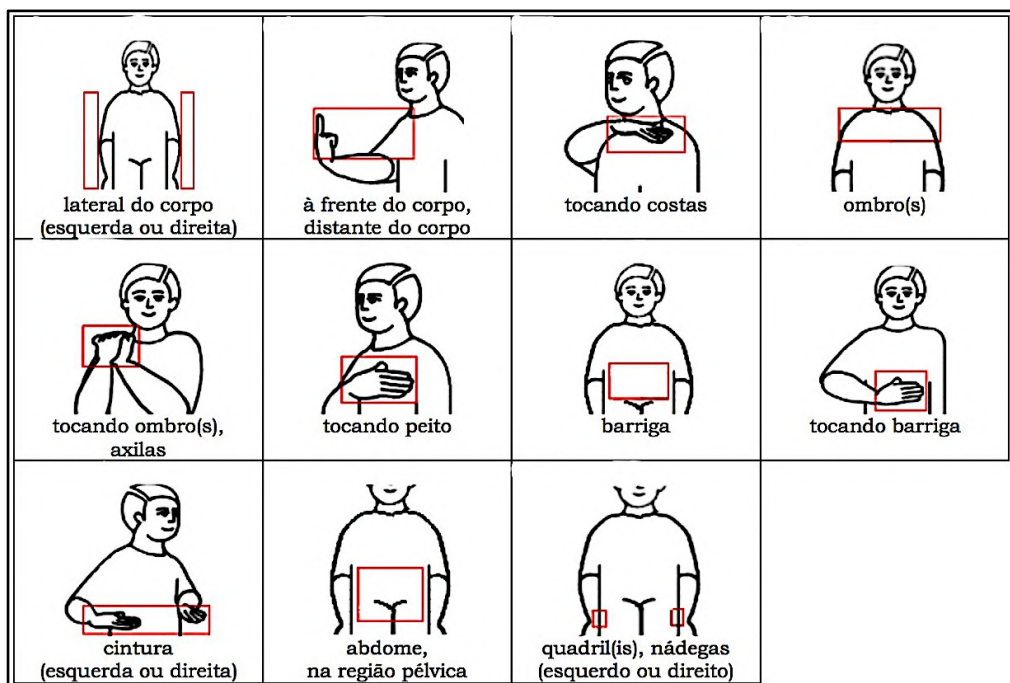 lateral do corpo
(esquerda ou direita)
à frente do corpo,
distante do corpo
tocando costas
ombro(s)
tocando ombro(s),
axilas
tocando peito
barriga
tocando barriga
cintura
(esquerda ou direita)
abdome,
na região pélvica
quadril(is), nádegas
(esquerdo ou direito)